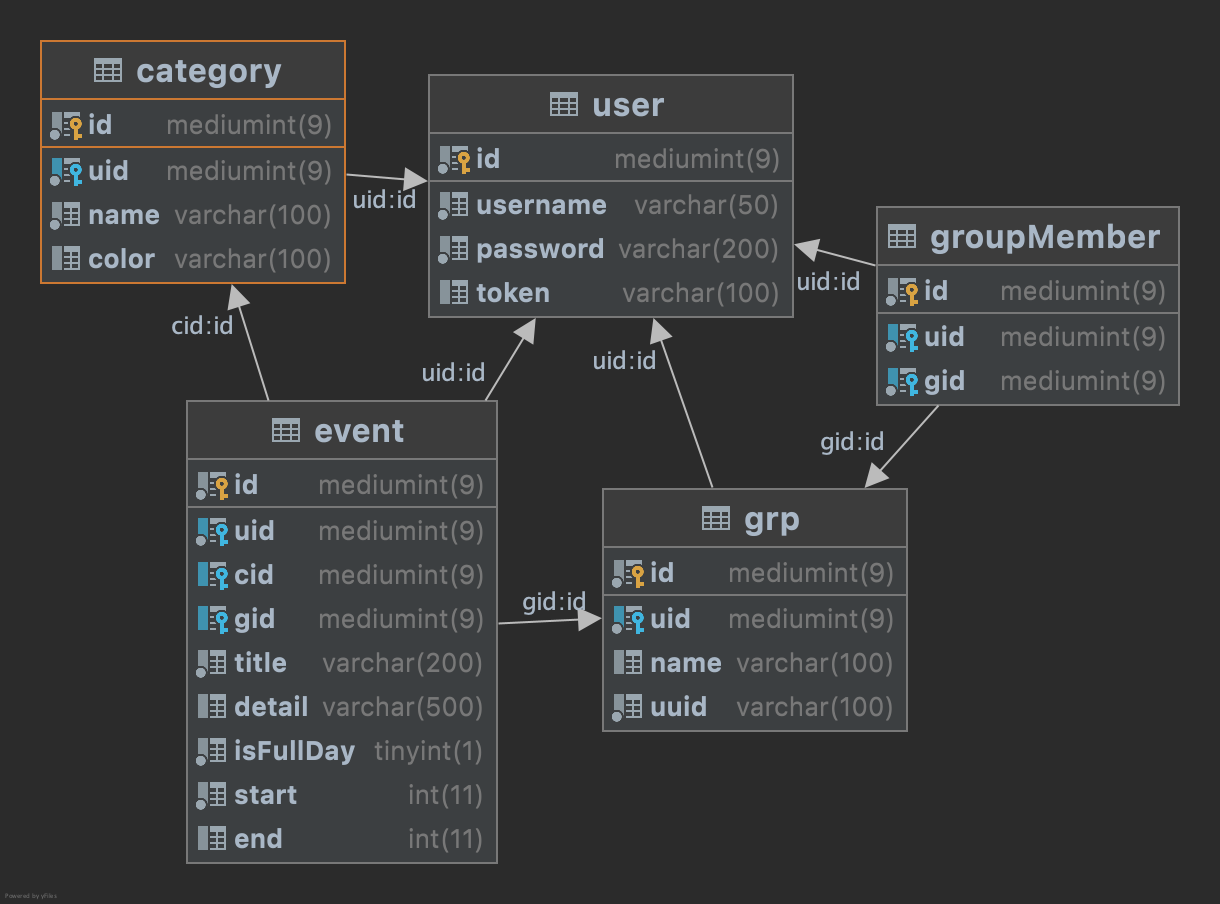 category
id mediumint(9)
uid mediumint(9)
name varchar(100)
color varchar(100)
uid:id
user
id mediumint(9)
username varchar(50)
password varchar(200)
token varchar(100)
uid:id
groupMember
id mediumint(9)
uid mediumint(9)
gid mediumint(9)
cid:id
uid:id
uid:id
gid:id
event
id mediumint(9)
uid mediumint(9)
cid mediumint(9)
gid mediumint(9)
title varchar(200)
detail varchar(500)
isFullDay tinyint(1)
start int(11)
end int(11)
gid:id
grp
id mediumint(9)
uid mediumint(9)
name varchar(100)
uuid varchar(100)
Powered by yFiles